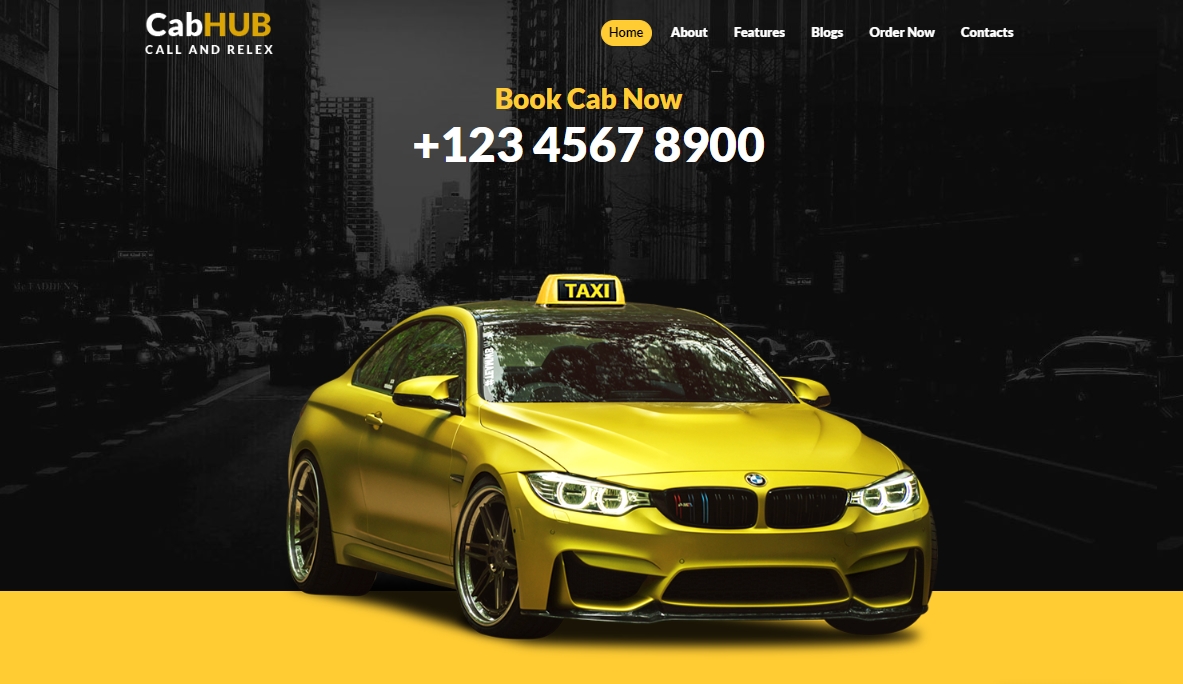 CabHUB
CALL AND RELEX
Home About Features Blogs Order Now Contacts
Book Cab Now
+123 4567 8900
TAXI